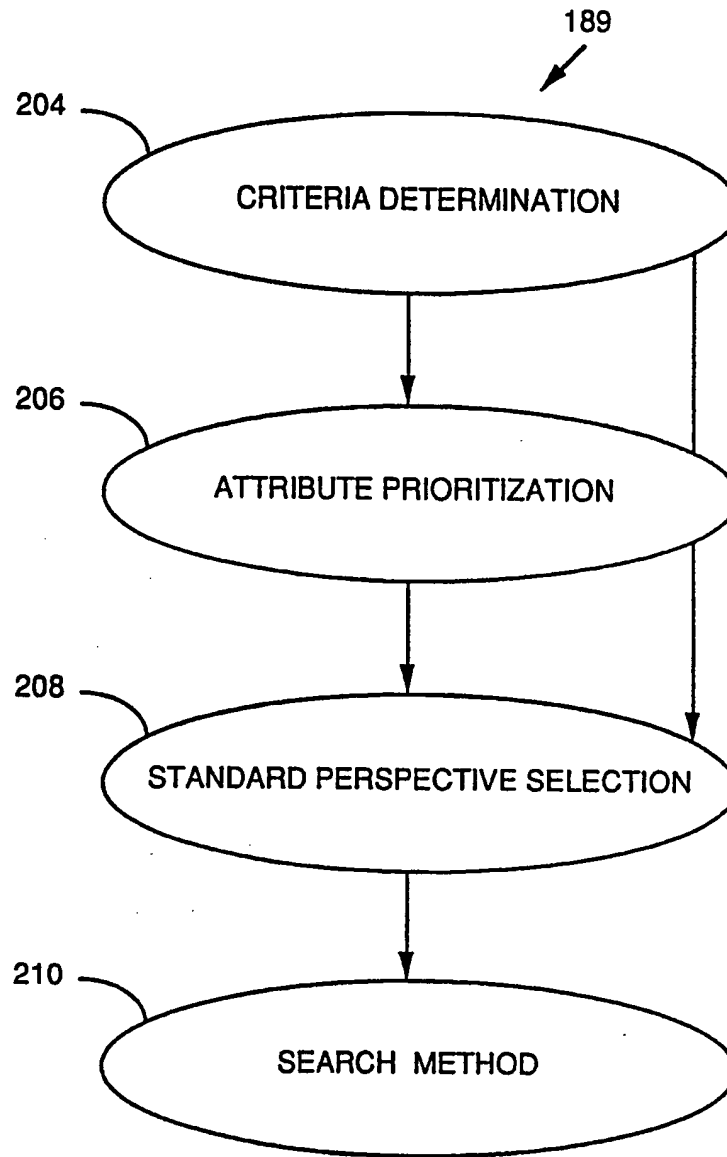 189
204
CRITERIA DETERMINATION
206
ATTRIBUTE PRIORITIZATION
208
STANDARD PERSPECTIVE SELECTION
210
SEARCH METHOD